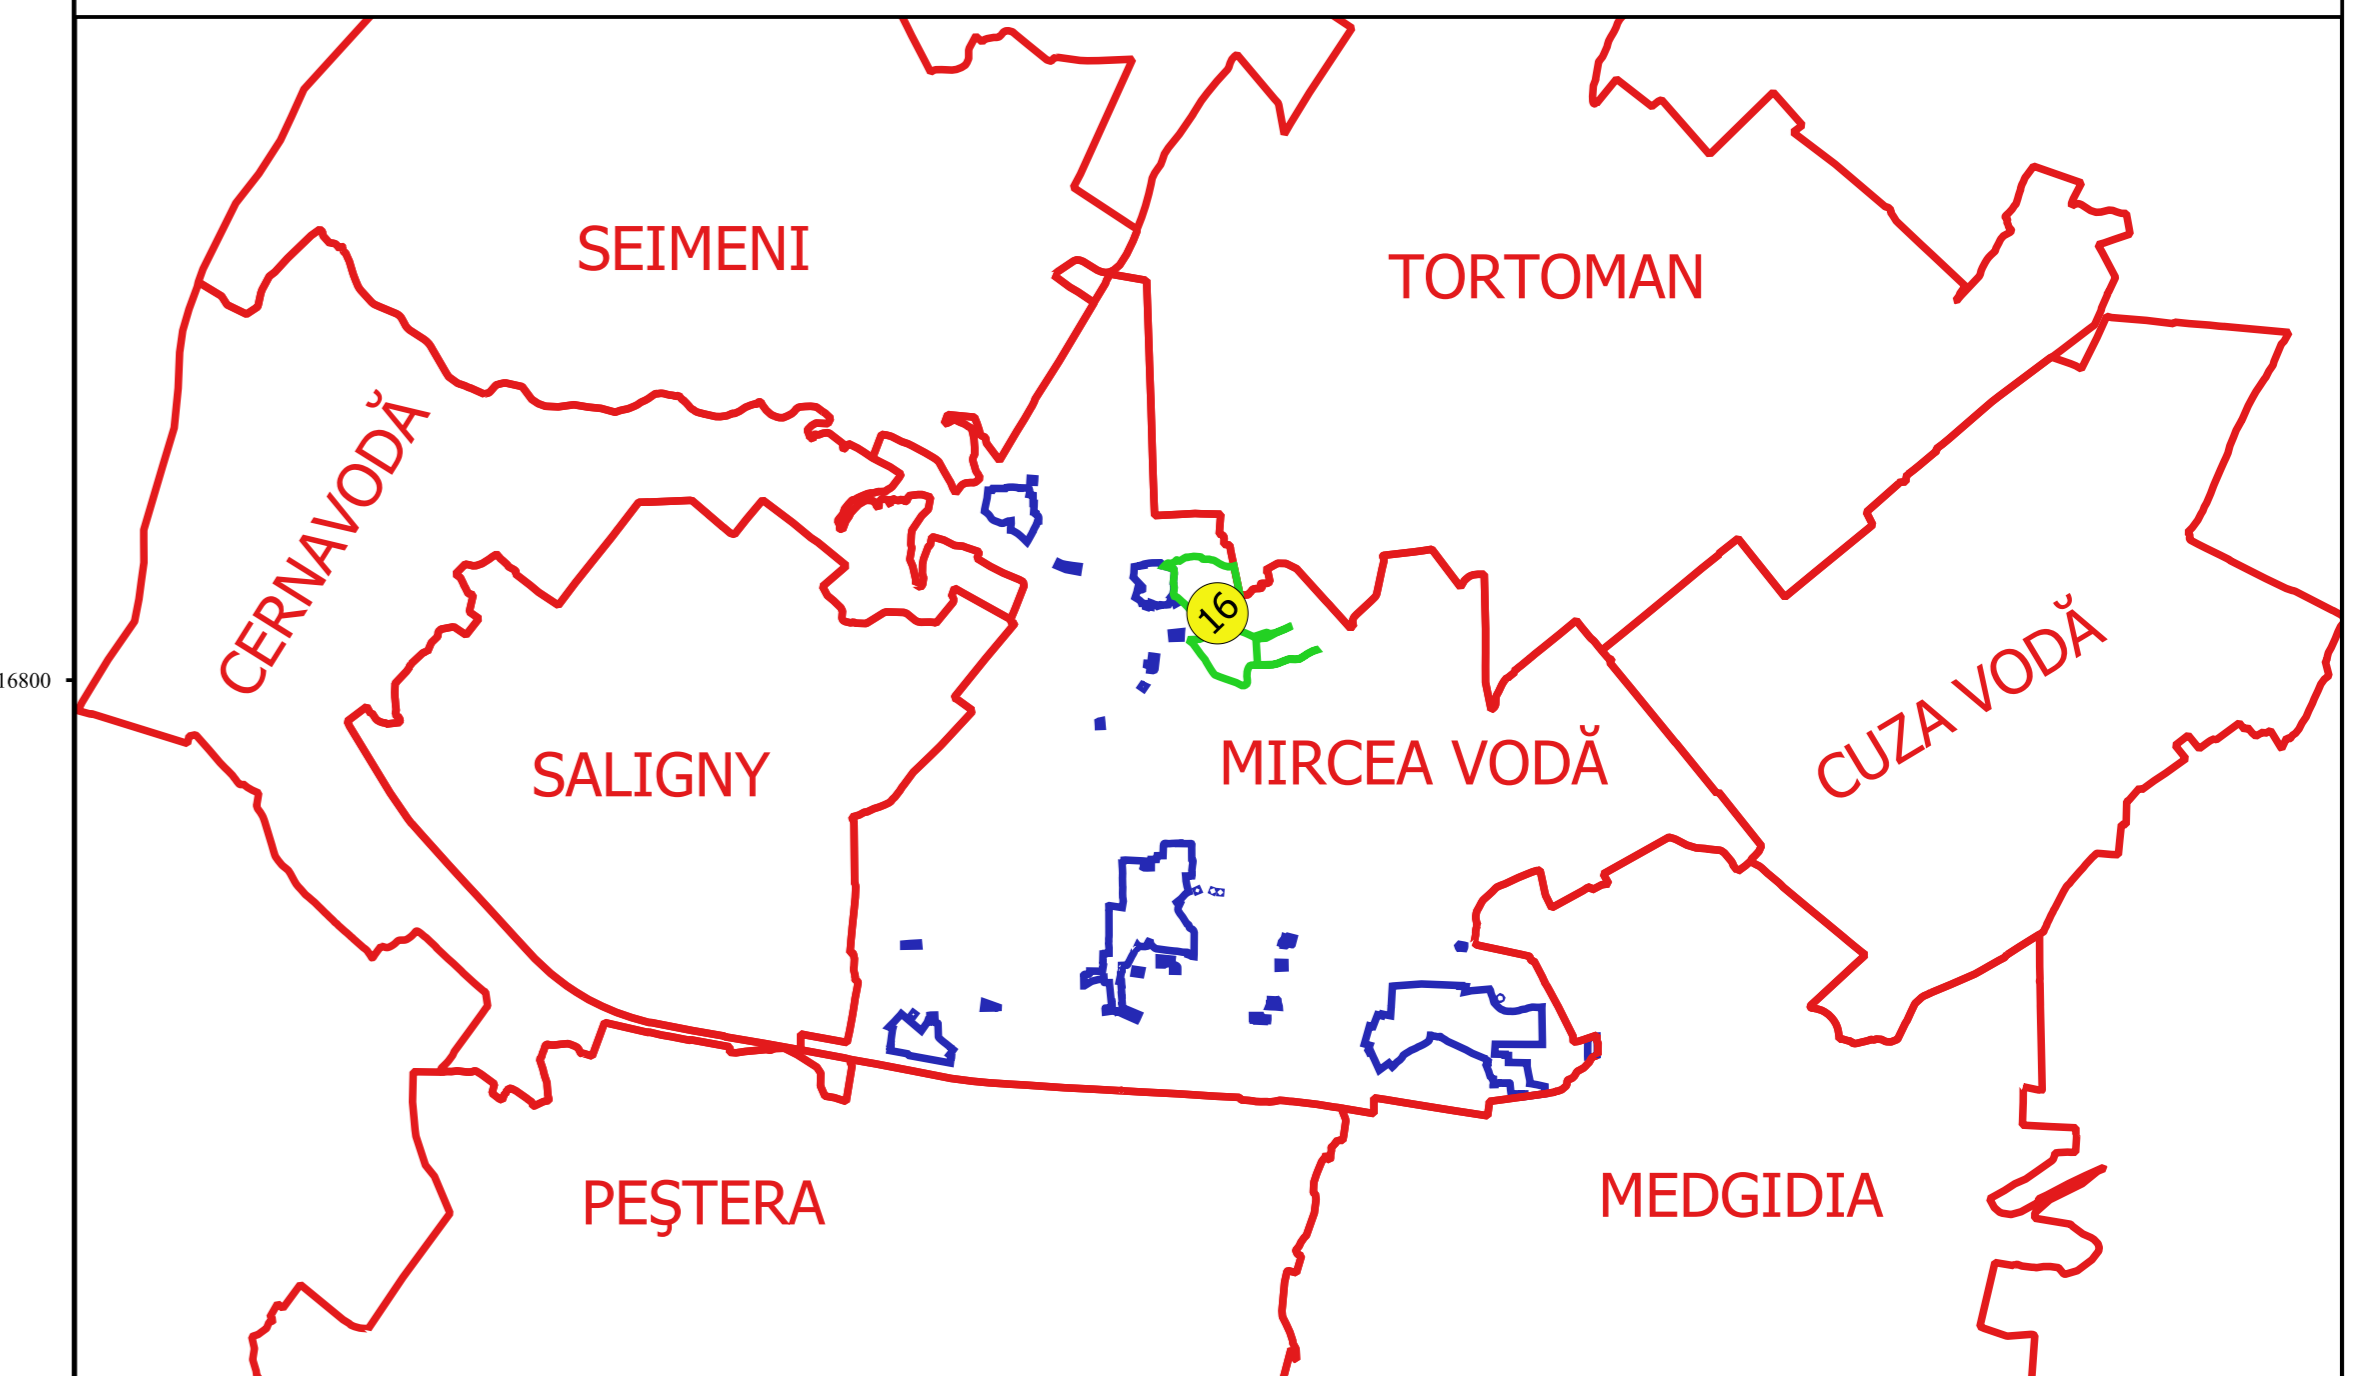 SEIMENI
TORTOMAN
CERNAVODĂ
16
CUZA VODĂ
16800
SALIGNY
MIRCEA VODĂ
PEŞTERA
MEDGIDIA